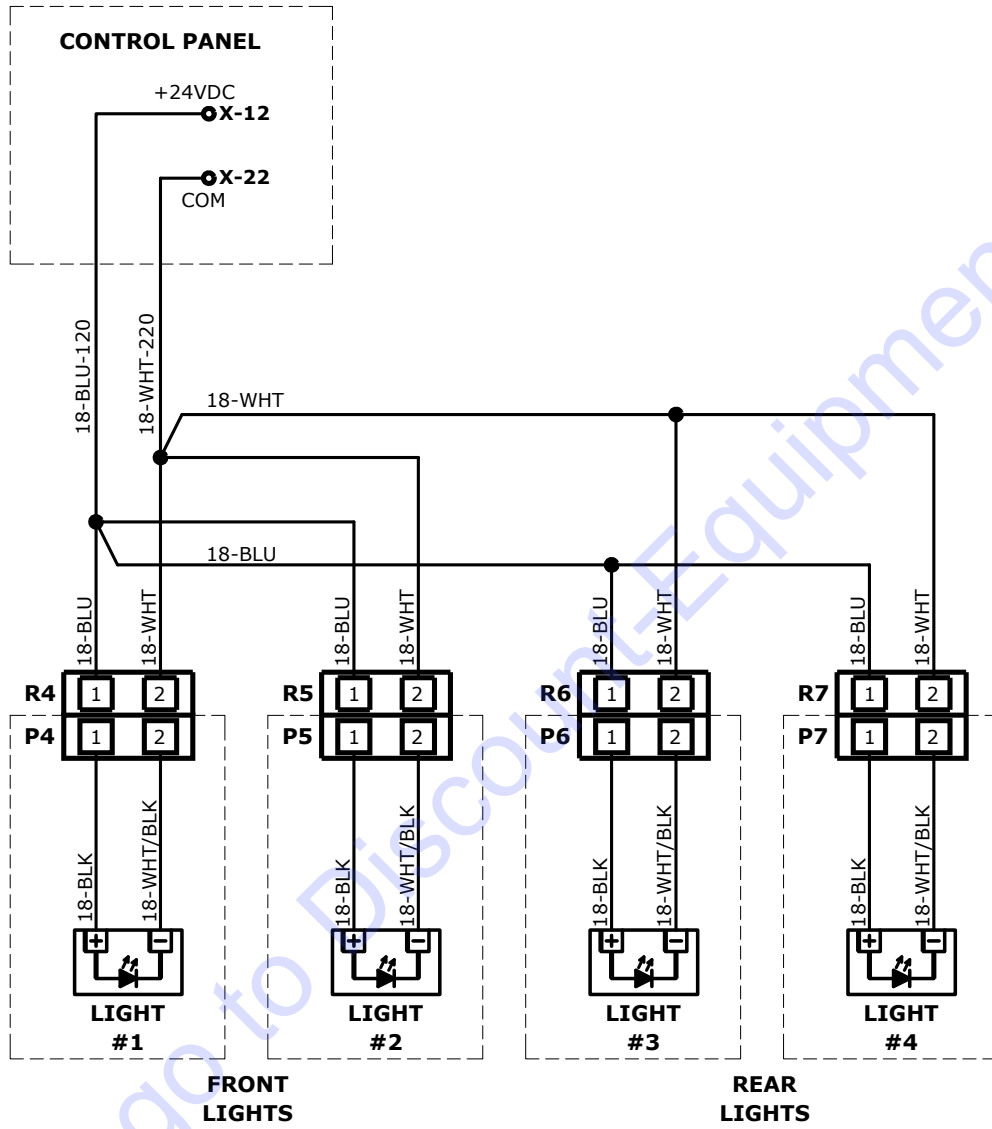 CONTROL PANEL
+24VDC
X-12
X-22
COM
18-BLU-120
18-WHT-220
18-WHT
18-BLU
18-BLU
18-WHT
18-BLU
18-WHT
18-BLU
18-WHT
18-BLU
18-WHT
R4 1 2
R5 1 2
R6 1 2
R7 1 2
P4 1 2
P5 1 2
P6 1 2
P7 1 2
18-BLK
18-WHT/BLK
18-BLK
18-WHT/BLK
18-BLK
18-WHT/BLK
18-BLK
18-WHT/BLK
+ −
+ −
+ −
+ −
LIGHT
#1
LIGHT
#2
LIGHT
#3
LIGHT
#4
FRONT
LIGHTS
REAR
LIGHTS
go to Discount-Equipmen